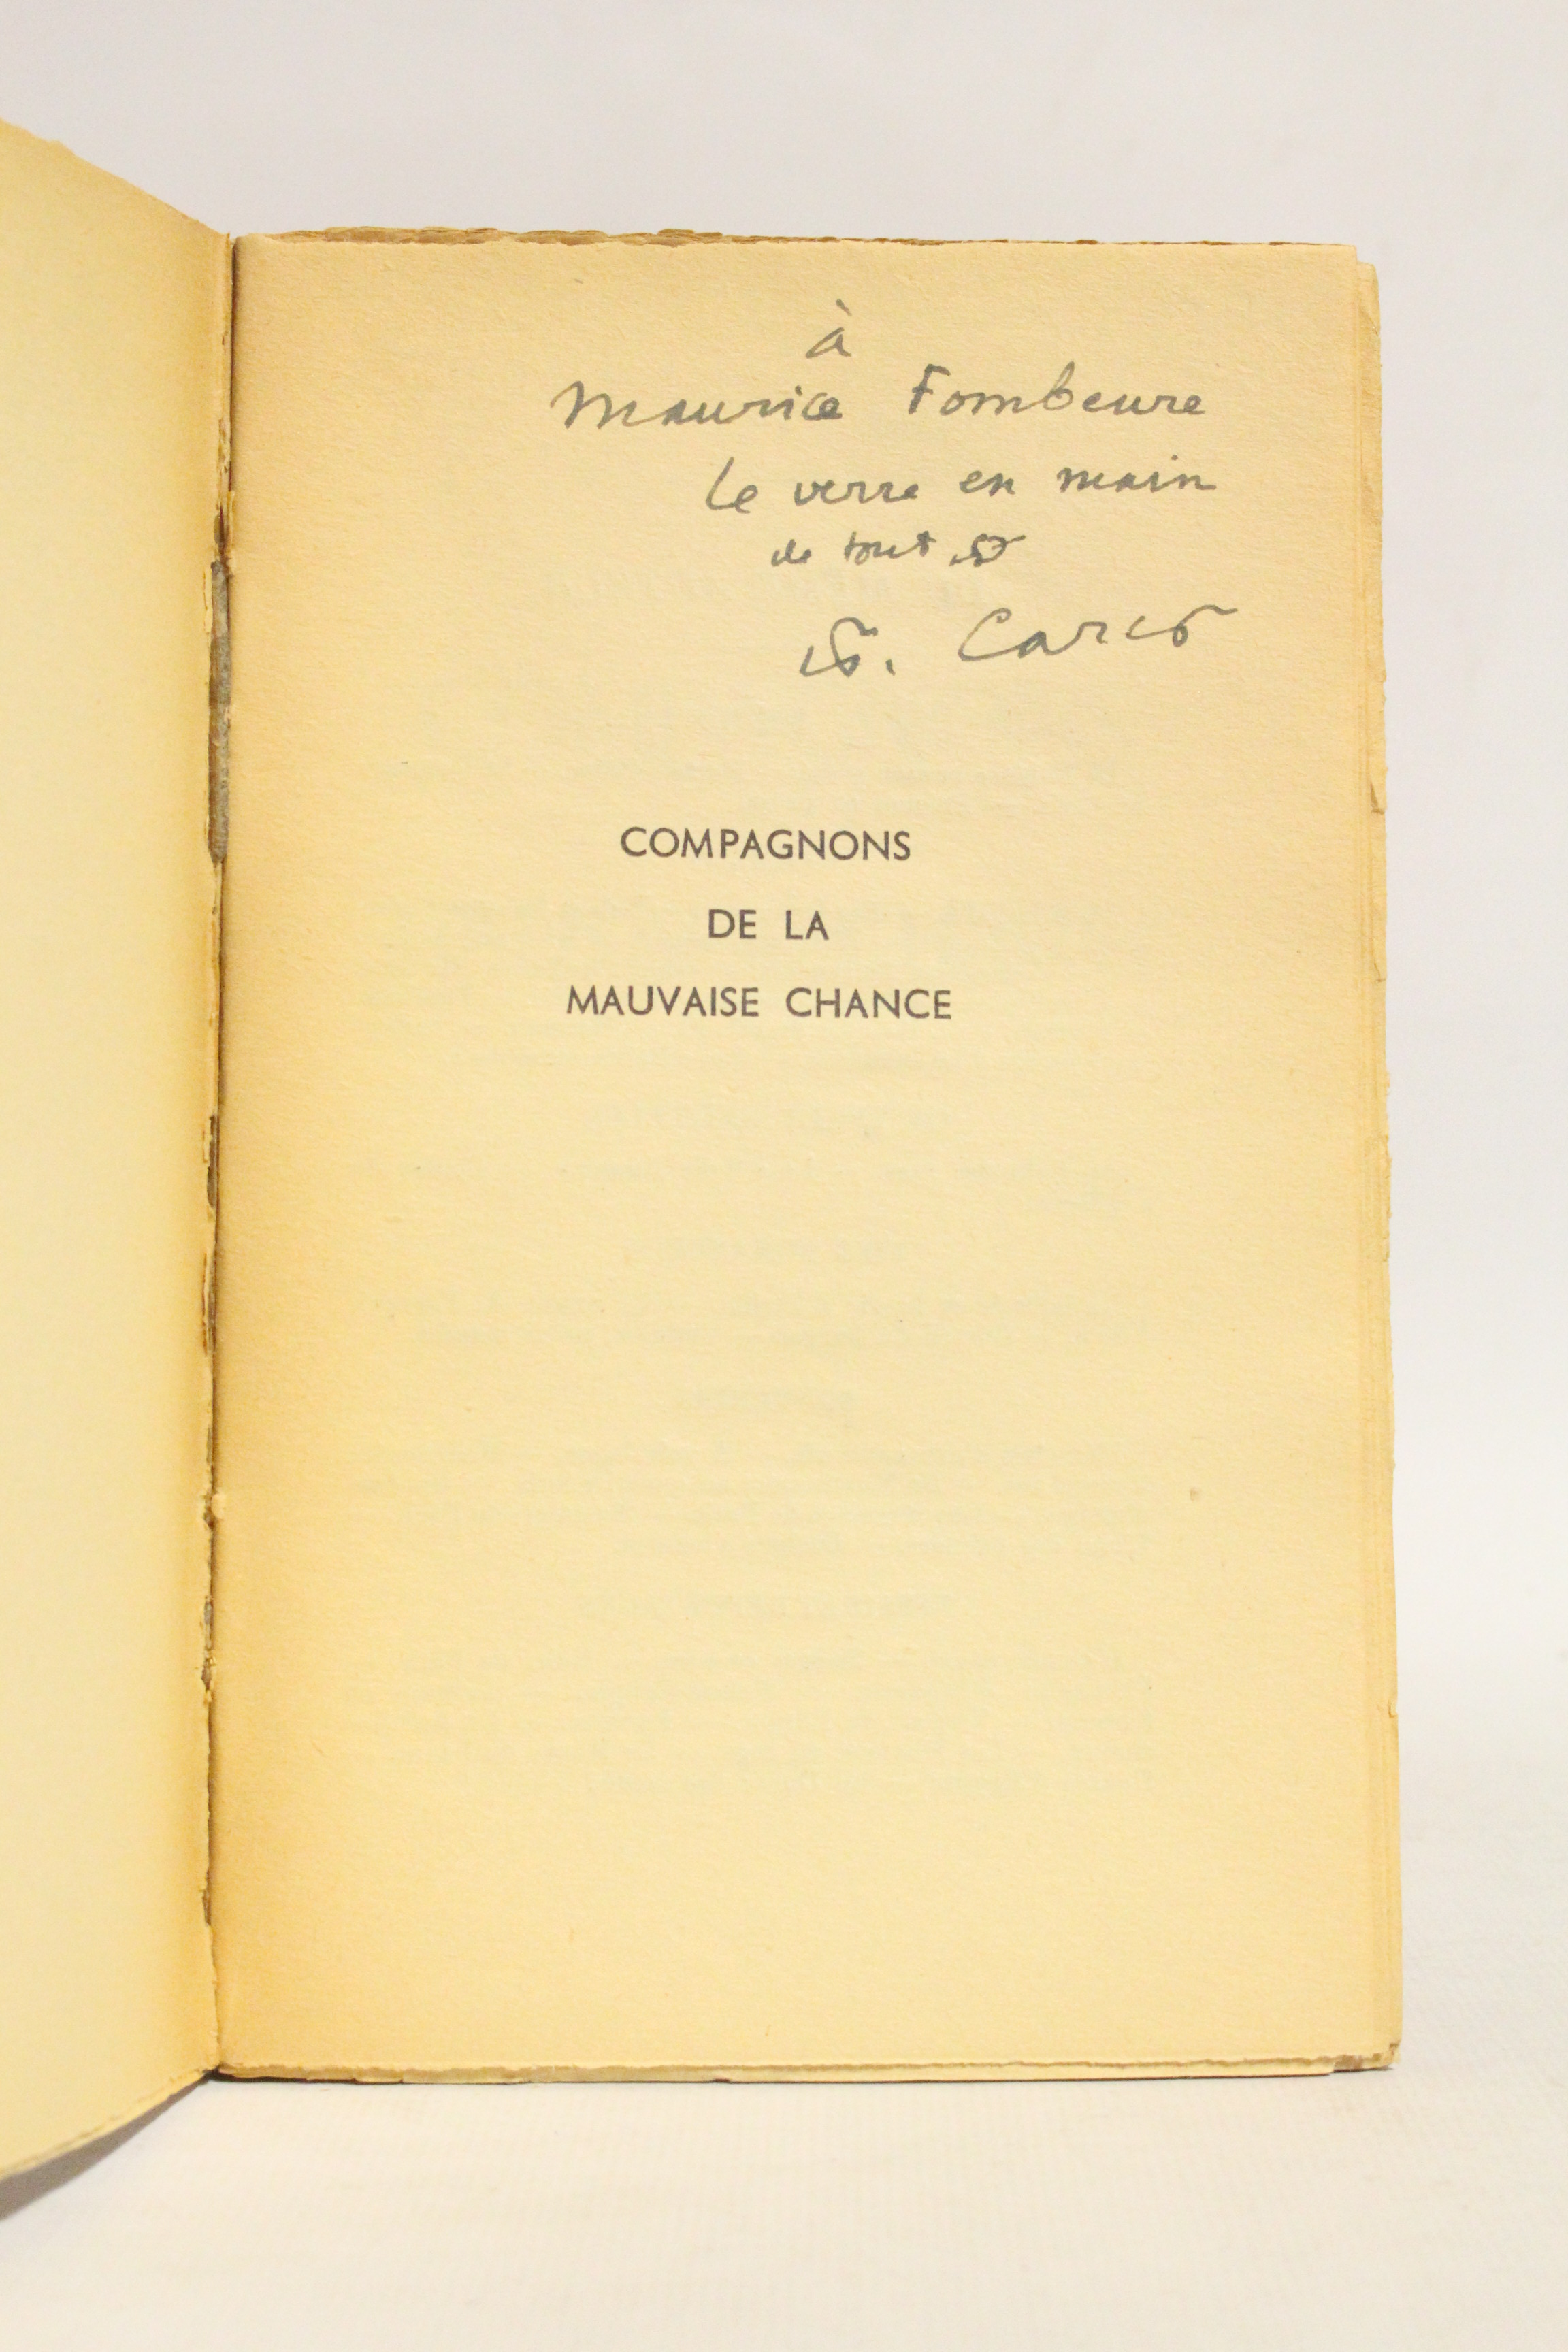 à
Maurice Fombeure
le verre en main
de tout
F. Carco
COMPAGNONS
DE LA
MAUVAISE CHANCE